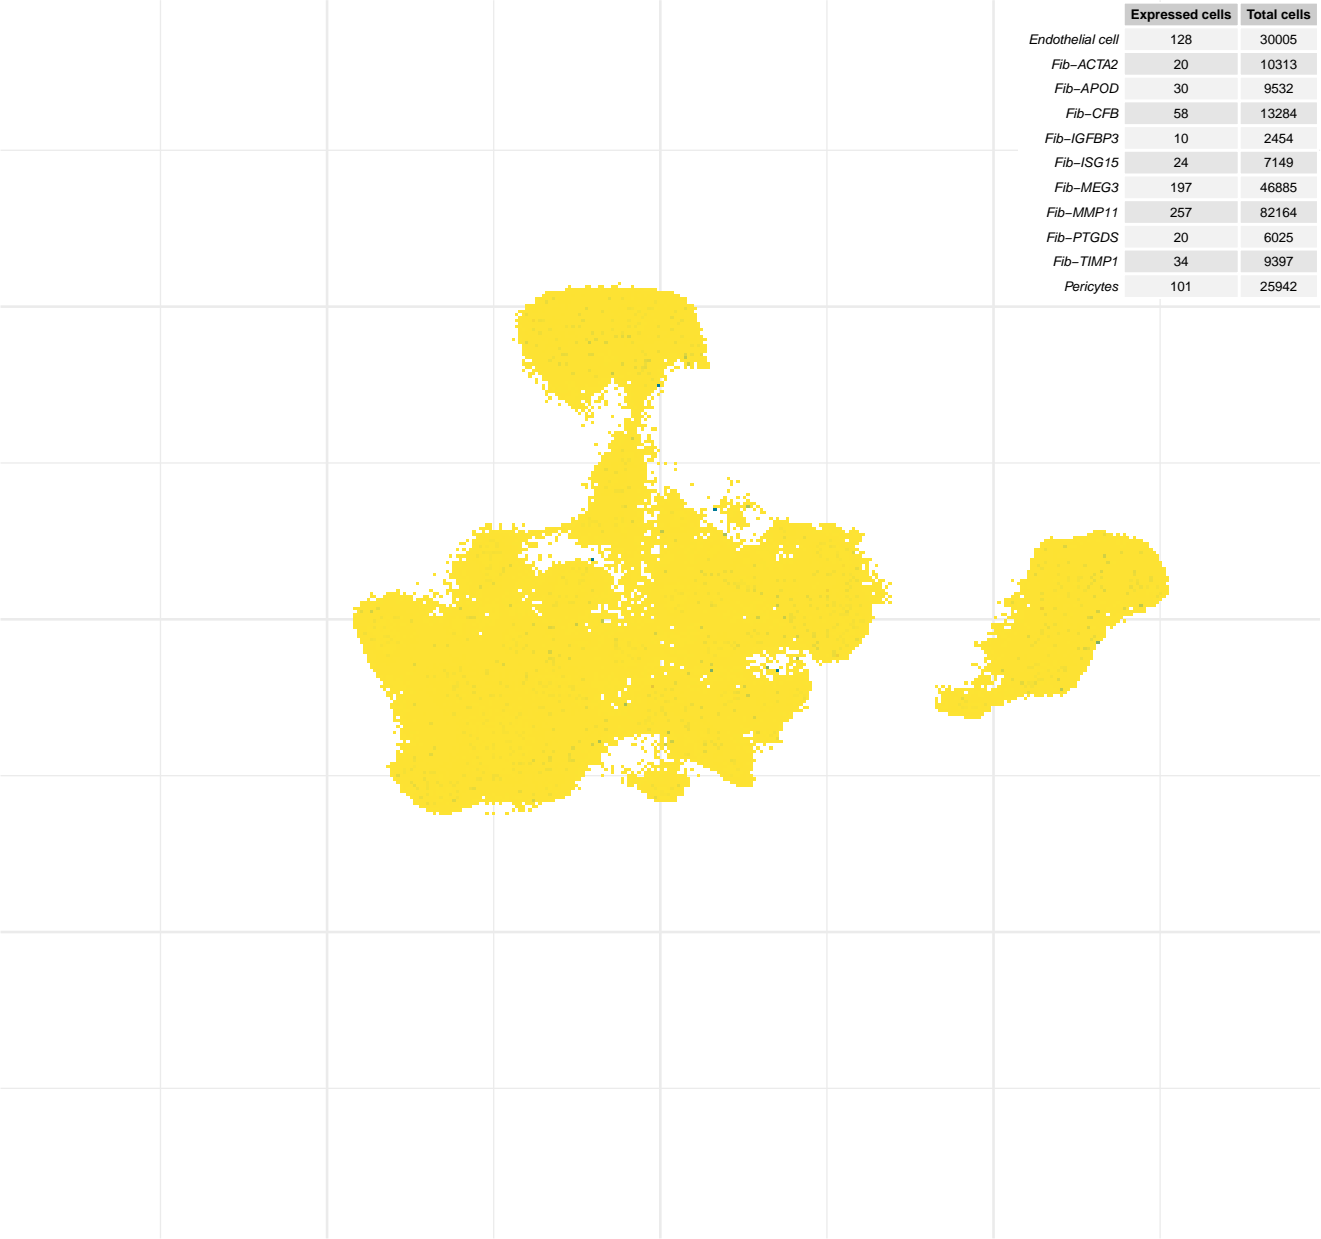 Expressed cells Total cells
Endothelial cell 128 30005
Fib−ACTA2 20 10313
Fib−APOD 30 9532
Fib−CFB 58 13284
Fib−IGFBP3 10 2454
Fib−ISG15 24 7149
Fib−MEG3 197 46885
Fib−MMP11 257 82164
Fib−PTGDS 20 6025
Fib−TIMP1 34 9397
Pericytes 101 25942